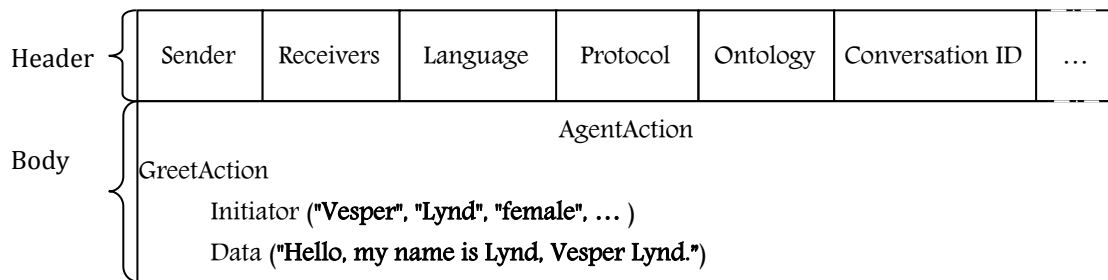 Header Sender Receivers Language Protocol Ontology Conversation ID …
AgentAction
Body
GreetAction
Initiator ("Vesper", "Lynd", "female", … )
Data ("Hello, my name is Lynd, Vesper Lynd.")